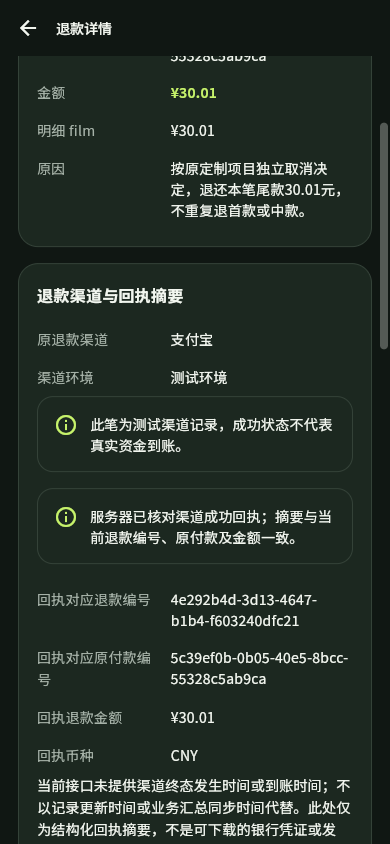 退款详情
55328c5ab9ca
金额 ¥30.01
明细 film ¥30.01
原因 按原定制项目独立取消决
定，退还本笔尾款30.01元，
不重复退首款或中款。
退款渠道与回执摘要
原退款渠道 支付宝
渠道环境 测试环境
此笔为测试渠道记录，成功状态不代表
真实资金到账。
服务器已核对渠道成功回执；摘要与当
前退款编号、原付款及金额一致。
回执对应退款编号 4e292b4d-3d13-4647-
b1b4-f603240dfc21
回执对应原付款编 5c39ef0b-0b05-40e5-8bcc-
号 55328c5ab9ca
回执退款金额 ¥30.01
回执币种 CNY
当前接口未提供渠道终态发生时间或到账时间；不
以记录更新时间或业务汇总同步时间代替。此处仅
为结构化回执摘要，不是可下载的银行凭证或发